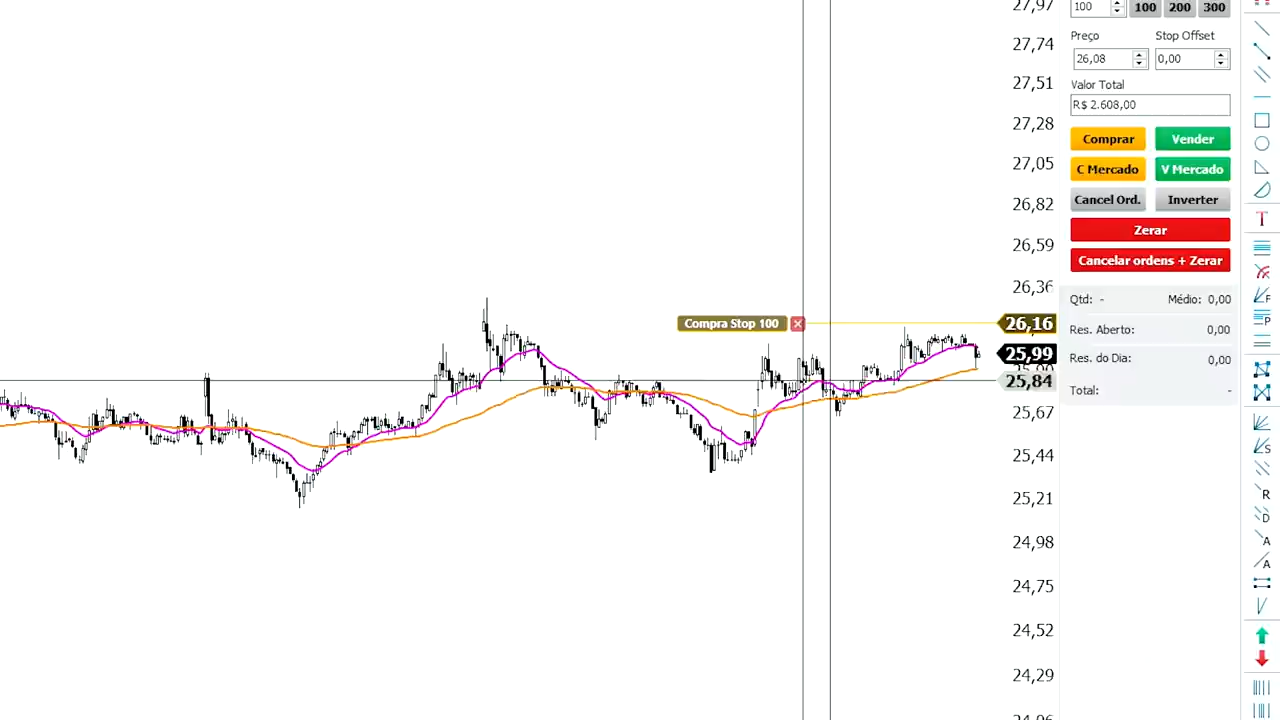 27,97
27,74
27,51
27,28
27,05
26,82
26,59
26,36
Compra Stop 100
26,16
25,99
25,84
25,67
25,44
25,21
24,98
24,75
24,52
24,29
100 100 200 300
Preço Stop Offset
26,08 0,00
Valor Total
R$ 2.608,00
Comprar Vender
C Mercado V Mercado
Cancel Ord. Inverter
Zerar
Cancelar ordens + Zerar
Qtd: - Médio: 0,00
Res. Aberto: 0,00
Res. do Dia: 0,00
Total: -
T
F
P
S
R
D
A
A